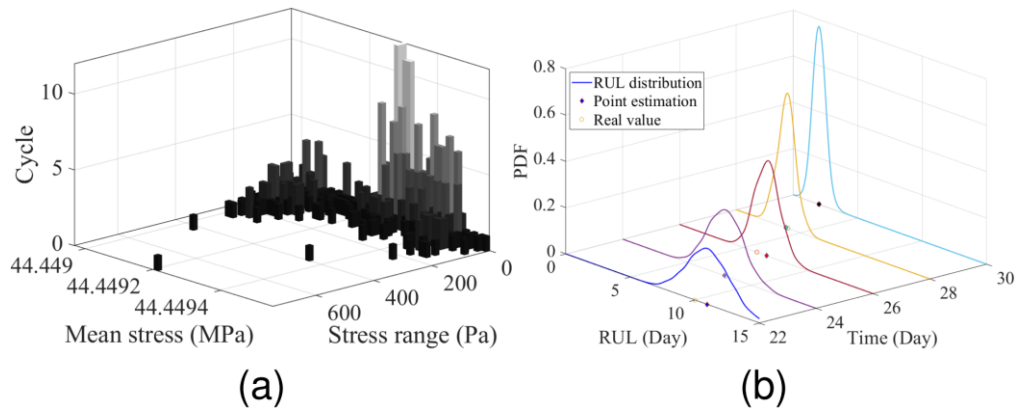 10
5
0
Cycle
44.449
44.4492
44.4494
Mean stress (MPa)
600
400
200
0
Stress range (Pa)
(a)
0.8
0.6
0.4
0.2
0
PDF
RUL distribution
Point estimation
Real value
0
5
10
15
RUL (Day)
22
24
26
28
30
Time (Day)
(b)